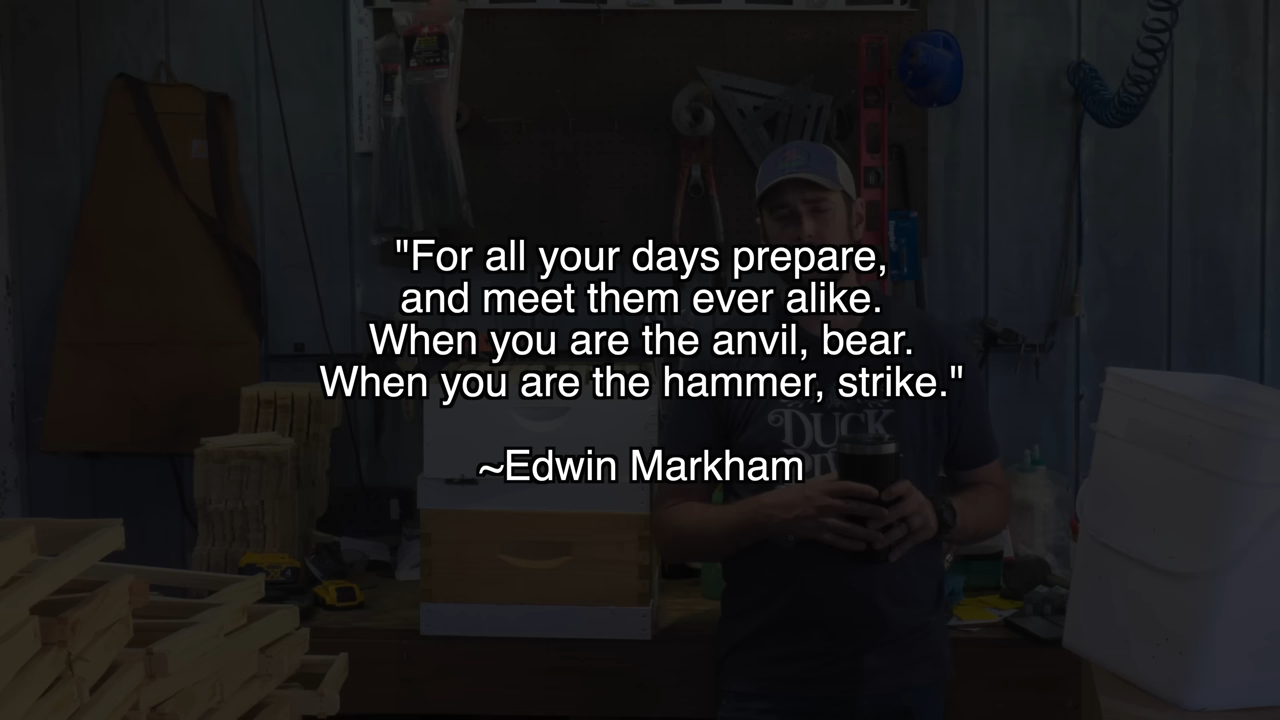 "For all your days prepare,
and meet them ever alike.
When you are the anvil, bear.
When you are the hammer, strike."
~Edwin Markham
DUCK